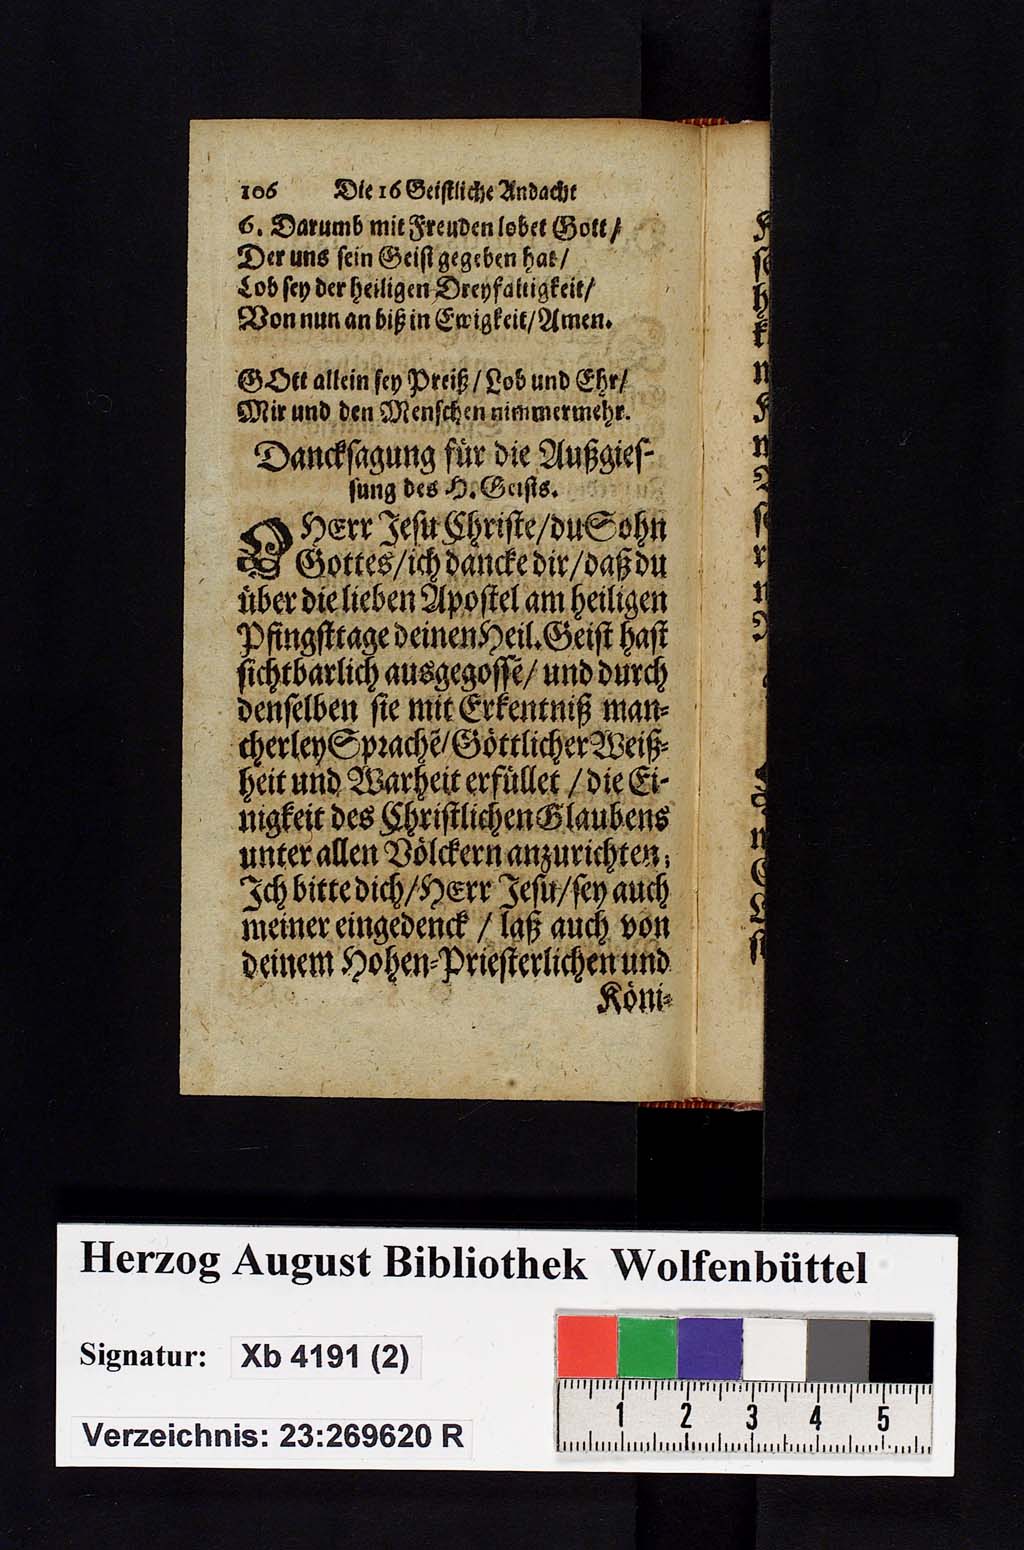 106 Die 16 Geistliche Andacht
6. Darumb mit Freuden lobet Gott/
Der uns sein Geist gegeben hat/
Lob sey der heiligen Dreyfaltigkeit/
Von nun an biß in Ewigkeit/Amen.
GOtt allein sey Preiß/Lob und Ehr/
Mir und den Menschen nimmermehr.
Dancksagung für die Außgies-
sung des H. Geists.
O HErr Jesu Christe/du Sohn
Gottes/ich dancke dir/daß du
über die lieben Apostel am heiligen
Pfingsttage deinen Heil. Geist hast
sichtbarlich ausgegossẽ/ und durch
denselben sie mit Erkentniß man-
cherley Sprachẽ/Göttlicher Weiß-
heit und Warheit erfüllet / die Ei-
nigkeit des Christlichen Glaubens
unter allen Völckern anzurichten;
Ich bitte dich/HErr Jesu/sey auch
meiner eingedenck / laß auch von
deinem Hohen-Priesterlichen und
Köni-
Herzog August Bibliothek Wolfenbüttel
Signatur: Xb 4191 (2)
Verzeichnis: 23:269620 R
1 2 3 4 5